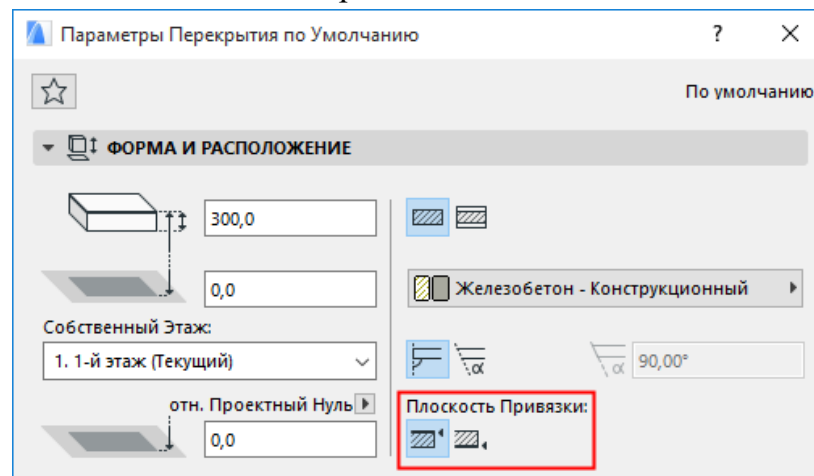 Параметры Перекрытия по Умолчанию ? ×
По умолчанию
ФОРМА И РАСПОЛОЖЕНИЕ
300,0
0,0
Железобетон - Конструкционный
Собственный Этаж:
1. 1-й этаж (Текущий)
α
α 90,00°
отн. Проектный Нуль
Плоскость Привязки:
0,0